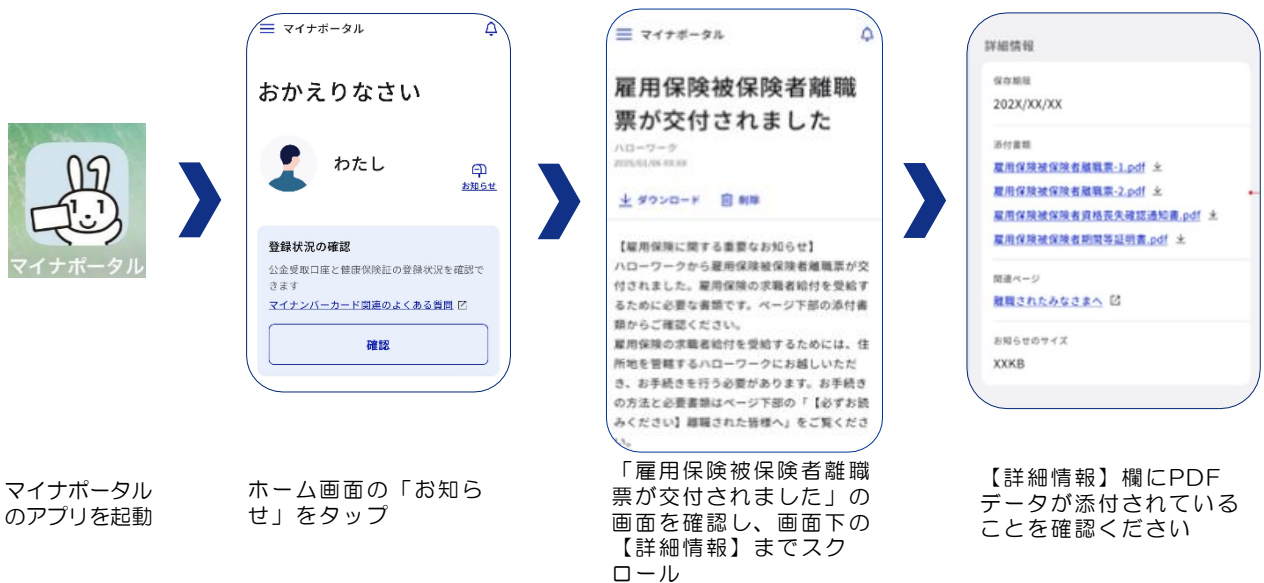 マイナポータル
マイナポータル
おかえりなさい
わたし
お知らせ
登録状況の確認
公金受取口座と健康保険証の登録状況を確認で
きます
マイナンバーカード関連のよくある質問
確認
マイナポータル
雇用保険被保険者離職
票が交付されました
ハローワーク
ダウンロード
削除
【雇用保険に関する重要なお知らせ】
ハローワークから雇用保険被保険者離職票が交
付されました。雇用保険の求職者給付を受給す
るために必要な書類です。ページ下部の添付書
類からご確認ください。
雇用保険の求職者給付を受給するためには、住
所地を管轄するハローワークにお越しいただ
き、お手続きを行う必要があります。お手続き
の方法と必要書類はページ下部の「【必ずお読
みください】離職された皆様へ」をご覧くださ
い。
詳細情報
保存期限
202X/XX/XX
添付書類
雇用保険被保険者離職票-1.pdf
雇用保険被保険者離職票-2.pdf
雇用保険被保険者資格喪失確認通知書.pdf
雇用保険被保険者期間等証明書.pdf
関連ページ
離職されたみなさまへ
お知らせのサイズ
XXKB
マイナポータル
のアプリを起動
ホーム画面の「お知ら
せ」をタップ
「雇用保険被保険者離職
票が交付されました」の
画面を確認し、画面下の
【詳細情報】までスク
ロール
【詳細情報】欄にPDF
データが添付されている
ことを確認ください